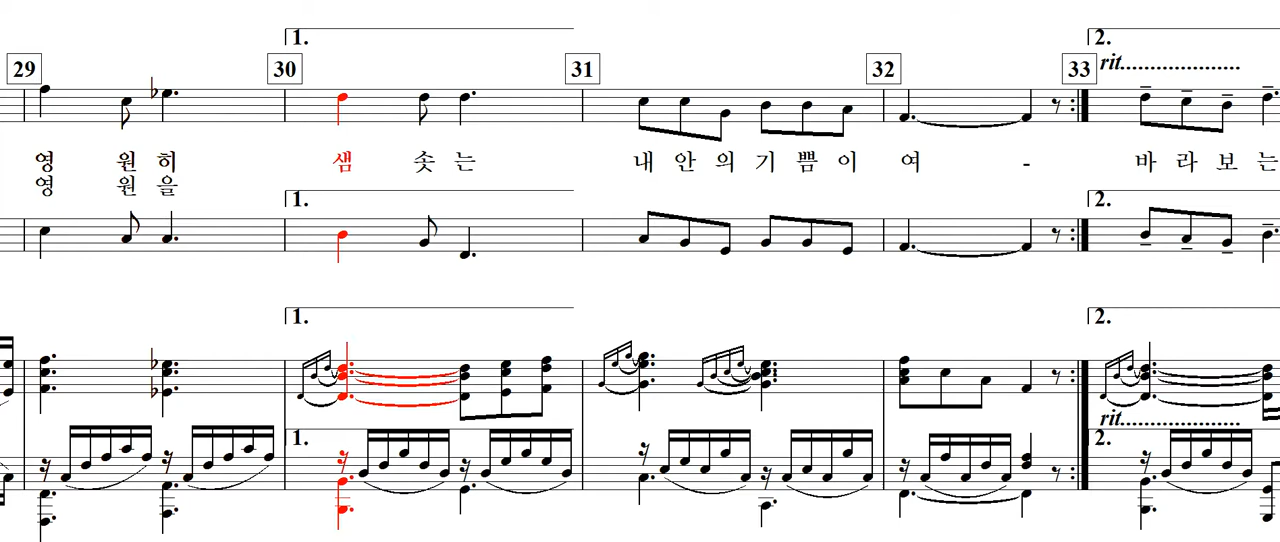 1. 2.
29 30 31 32 33
rit.....................
영 원 히 샘 솟 는 내 안 의 기 쁨 이 여 - 바 라 보 는
영 원 을
1. 2.
1. 2.
rit.....................
1. 2.